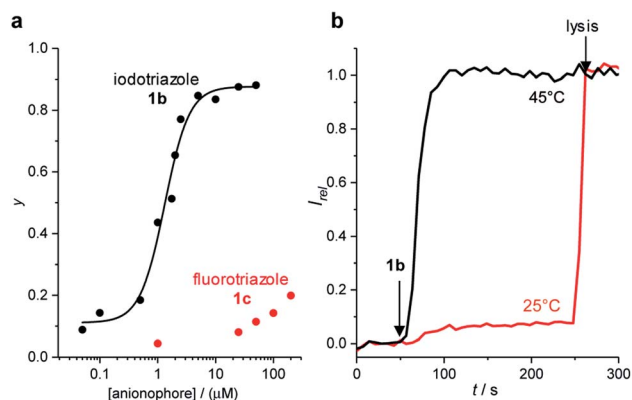 a
1.0
0.8
0.6
0.4
0.2
0.0
y
iodotriazole
1b
fluorotriazole
1c
0.1
1
10
100
[anionophore] / (μM)
b
lysis
1.0
0.8
0.6
0.4
0.2
0.0
Irel
45°C
1b
25°C
0
100
200
300
t / s